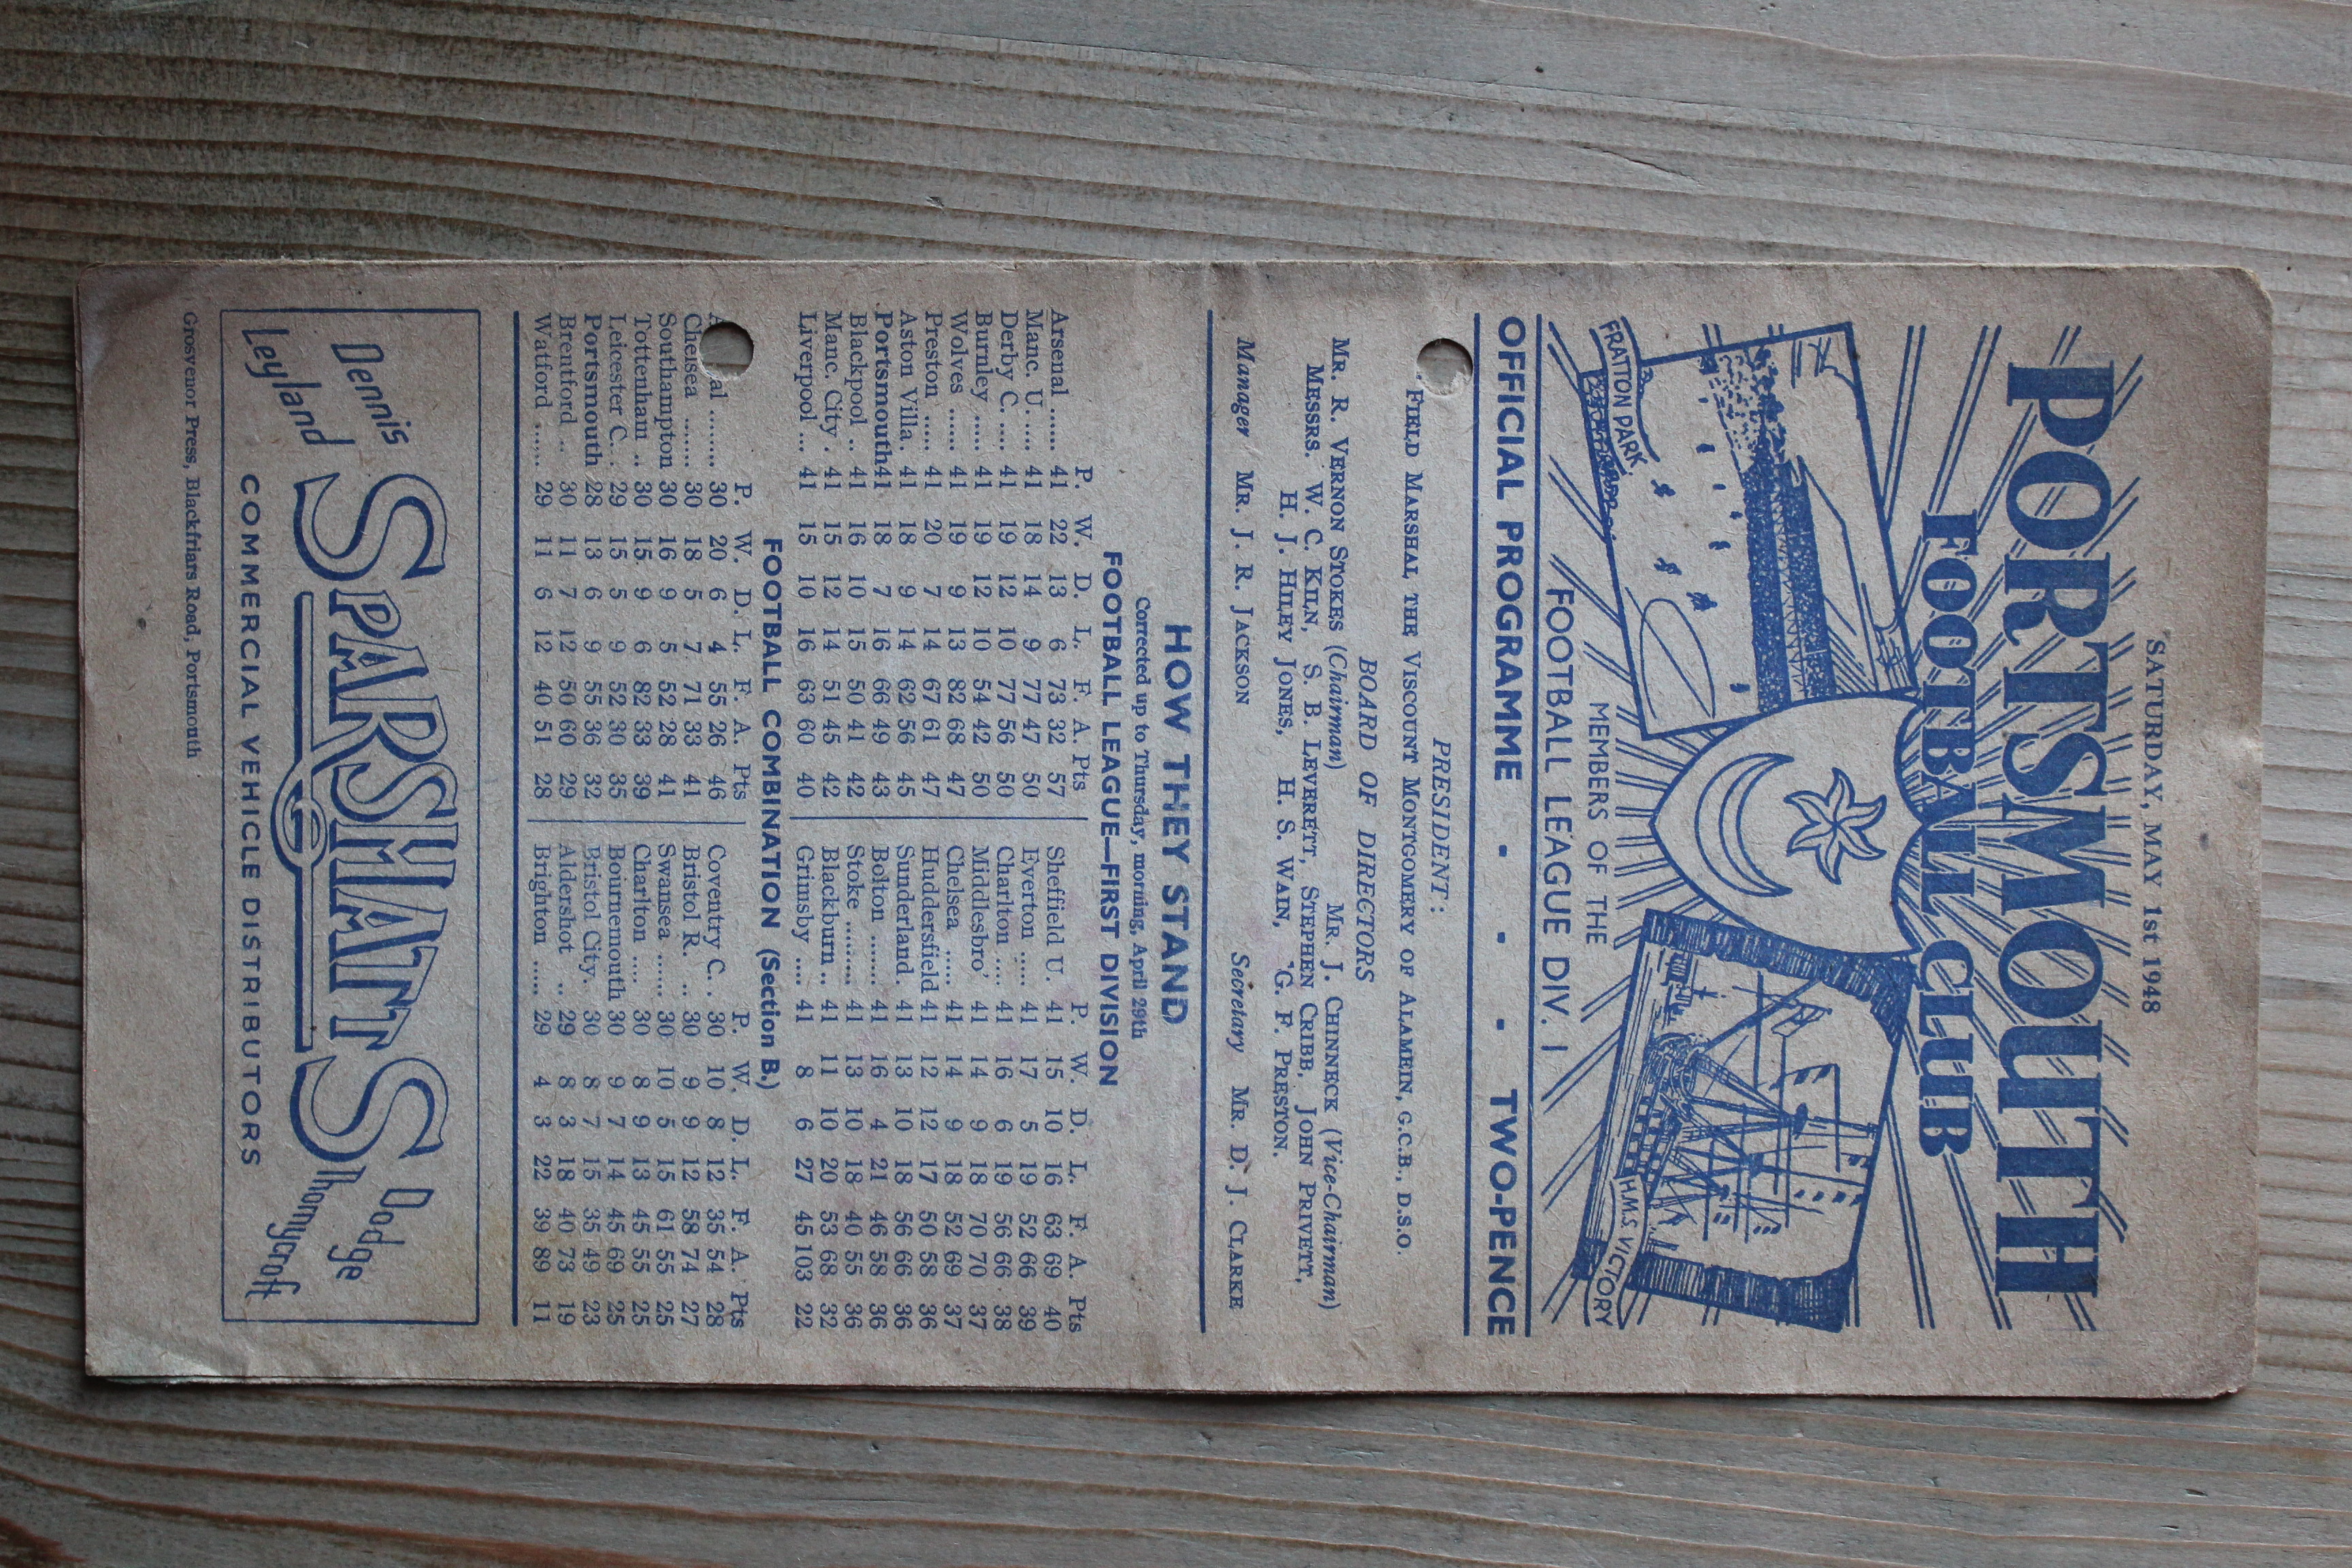 SATURDAY, MAY 1st 1948
PORTSMOUTH
FOOTBALL CLUB
FRATTON PARK
H.M.S. VICTORY
MEMBERS OF THE
FOOTBALL LEAGUE DIV. 1
OFFICIAL PROGRAMME - - - TWO-PENCE
PRESIDENT:
FIELD MARSHAL THE VISCOUNT MONTGOMERY OF ALAMEIN, G.C.B., D.S.O.
BOARD OF DIRECTORS
MR. R. VERNON STOKES (Chairman) MR. J. CHINNECK (Vice-Chairman)
MESSRS. W. C. KILN, S. B. LEVERETT, STEPHEN CRIBB, JOHN PRIVETT,
H. J. HILEY JONES, H. S. WAIN, G. F. PRESTON.
Manager MR. J. R. JACKSON Secretary MR. D. J. CLARKE
HOW THEY STAND
Corrected up to Thursday, morning, April 29th
FOOTBALL LEAGUE—FIRST DIVISION
P. W. D. L. F. A. Pts P. W. D. L. F. A. Pts
Arsenal ...... 41 22 13 6 73 32 57 Sheffield U. 41 15 10 16 63 69 40
Manc. U. ..... 41 18 14 9 77 47 50 Everton ..... 41 17 5 19 52 66 39
Derby C. .... 41 19 12 10 77 56 50 Charlton .... 41 16 6 19 56 66 38
Burnley ..... 41 19 12 10 54 42 50 Middlesbro' 41 14 9 18 70 70 37
Wolves ...... 41 19 9 13 82 68 47 Chelsea ..... 41 14 9 18 52 69 37
Preston ..... 41 20 7 14 67 61 47 Huddersfield 41 12 12 17 50 58 36
Aston Villa. 41 18 9 14 62 56 45 Sunderland. 41 13 10 18 56 66 36
Portsmouth 41 18 7 16 66 49 43 Bolton ....... 41 16 4 21 46 58 36
Blackpool .. 41 16 10 15 50 41 42 Stoke ......... 41 13 10 18 40 55 36
Manc. City . 41 15 12 14 51 45 42 Blackburn .. 41 11 10 20 53 68 32
Liverpool ... 41 15 10 16 63 60 40 Grimsby .... 41 8 6 27 45 103 22
FOOTBALL COMBINATION (Section B.)
P. W. D. L. F. A. Pts P. W. D. L. F. A. Pts
A al ........ 30 20 6 4 55 26 46 Coventry C. . 30 10 8 12 35 54 28
Chelsea ....... 30 18 5 7 71 33 41 Bristol R. .. 30 9 9 12 58 74 27
Southampton 30 16 9 5 52 28 41 Swansea ...... 30 10 5 15 61 55 25
Tottenham .. 30 15 9 6 82 33 39 Charlton ..... 30 8 9 13 45 55 25
Leicester C. . 29 15 5 9 52 30 35 Bournemouth 30 9 7 14 45 69 25
Portsmouth 28 13 6 9 55 36 32 Bristol City. 30 8 7 15 35 49 23
Brentford .. 30 11 7 12 50 60 29 Aldershot .. 29 8 3 18 40 73 19
Watford ...... 29 11 6 12 40 51 28 Brighton ..... 29 4 3 22 39 89 11
Dennis Dodge
SPARSHATTS
Leyland Thornycroft
COMMERCIAL VEHICLE DISTRIBUTORS
Grosvenor Press, Blackfriars Road, Portsmouth